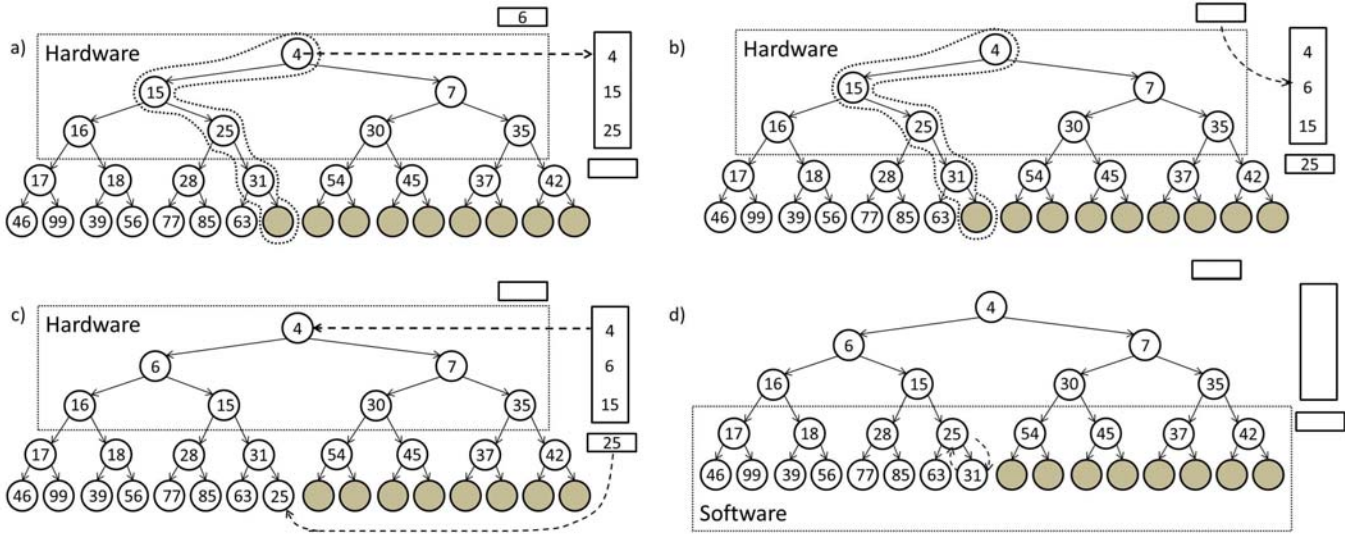 6
a) Hardware 4 4
15 7 15
16 25 30 35 25
17 18 28 31 54 45 37 42
46 99 39 56 77 85 63
b) Hardware 4 4
15 7 6
16 25 30 35 15
17 18 28 31 54 45 37 42 25
46 99 39 56 77 85 63
c) Hardware 4 4
6 7 6
16 15 30 35 15
17 18 28 31 54 45 37 42 25
46 99 39 56 77 85 63 25
d) 4
6 7
16 15 30 35
17 18 28 25 54 45 37 42
46 99 39 56 77 85 63 31
Software